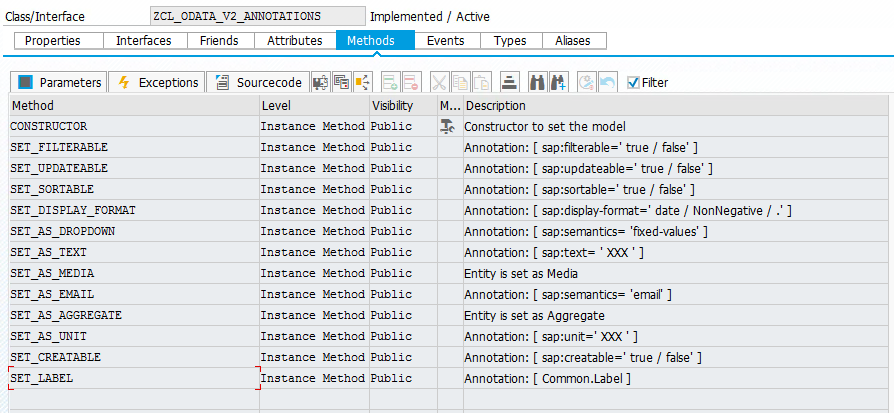 Class/Interface ZCL_ODATA_V2_ANNOTATIONS Implemented / Active
Properties Interfaces Friends Attributes Methods Events Types Aliases
Parameters Exceptions Sourcecode Filter
Method Level Visibility M... Description
CONSTRUCTOR Instance Method Public Constructor to set the model
SET_FILTERABLE Instance Method Public Annotation: [ sap:filterable=' true / false' ]
SET_UPDATEABLE Instance Method Public Annotation: [ sap:updateable=' true / false' ]
SET_SORTABLE Instance Method Public Annotation: [ sap:sortable=' true / false' ]
SET_DISPLAY_FORMAT Instance Method Public Annotation: [ sap:display-format=' date / NonNegative / .' ]
SET_AS_DROPDOWN Instance Method Public Annotation: [ sap:semantics= 'fixed-values' ]
SET_AS_TEXT Instance Method Public Annotation: [ sap:text= ' XXX ' ]
SET_AS_MEDIA Instance Method Public Entity is set as Media
SET_AS_EMAIL Instance Method Public Annotation: [ sap:semantics= 'email' ]
SET_AS_AGGREGATE Instance Method Public Entity is set as Aggregate
SET_AS_UNIT Instance Method Public Annotation: [ sap:unit=' XXX ' ]
SET_CREATABLE Instance Method Public Annotation: [ sap:creatable=' true / false' ]
SET_LABEL Instance Method Public Annotation: [ Common.Label ]